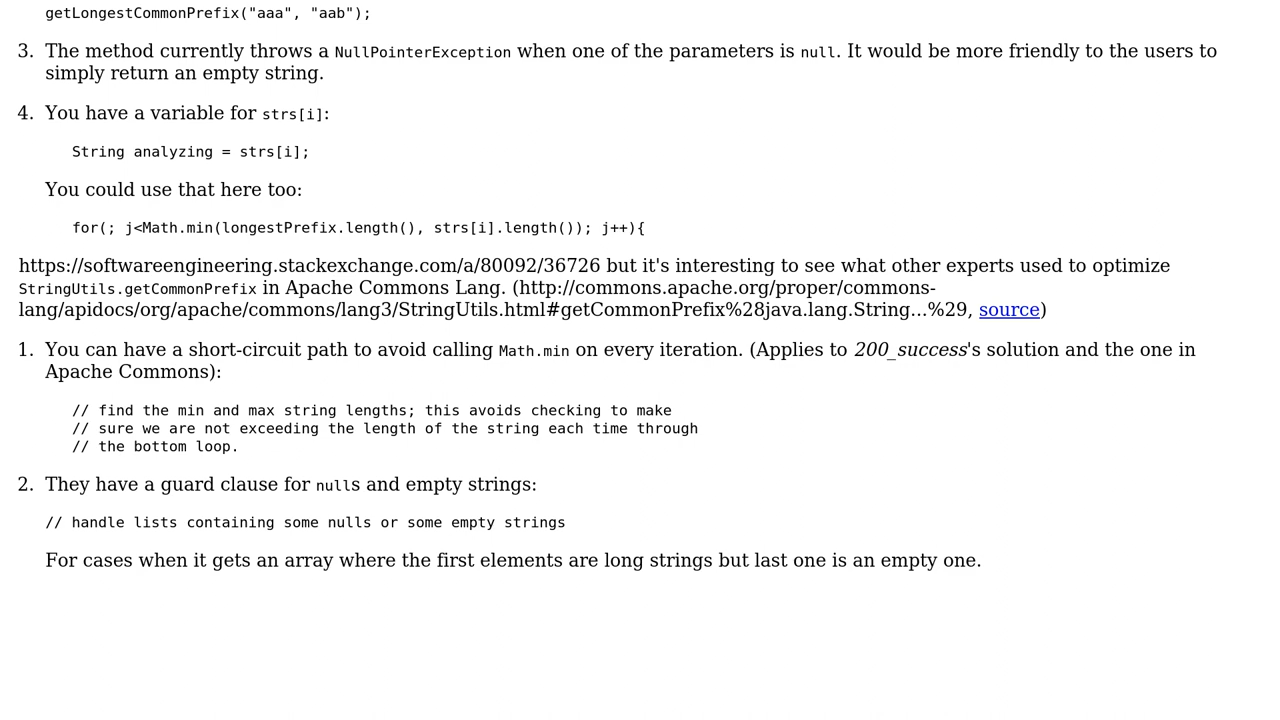 getLongestCommonPrefix("aaa", "aab");
3. The method currently throws a NullPointerException when one of the parameters is null. It would be more friendly to the users to
simply return an empty string.
4. You have a variable for strs[i]:
String analyzing = strs[i];
You could use that here too:
for(; j<Math.min(longestPrefix.length(), strs[i].length()); j++){
https://softwareengineering.stackexchange.com/a/80092/36726 but it's interesting to see what other experts used to optimize
StringUtils.getCommonPrefix in Apache Commons Lang. (http://commons.apache.org/proper/commons-
lang/apidocs/org/apache/commons/lang3/StringUtils.html#getCommonPrefix%28java.lang.String...%29, source)
1. You can have a short-circuit path to avoid calling Math.min on every iteration. (Applies to 200_success's solution and the one in
Apache Commons):
// find the min and max string lengths; this avoids checking to make
// sure we are not exceeding the length of the string each time through
// the bottom loop.
2. They have a guard clause for nulls and empty strings:
// handle lists containing some nulls or some empty strings
For cases when it gets an array where the first elements are long strings but last one is an empty one.